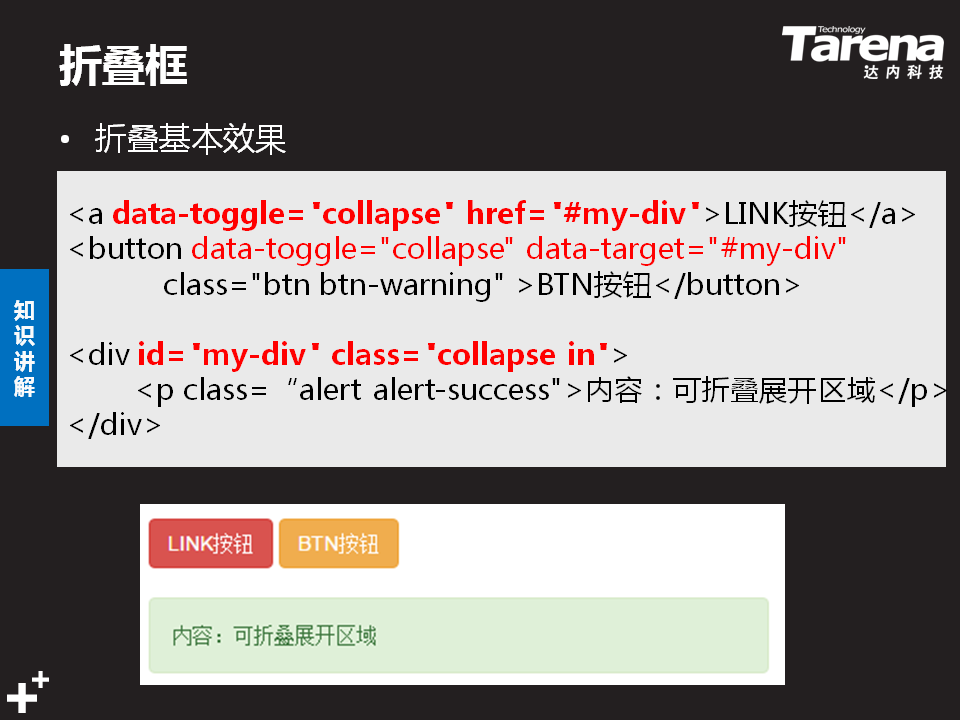 折叠框
Technology
Tarena
达内科技
• 折叠基本效果
<a data-toggle="collapse" href="#my-div">LINK按钮</a>
<button data-toggle="collapse" data-target="#my-div"
class="btn btn-warning" >BTN按钮</button>
<div id="my-div" class="collapse in">
<p class=“alert alert-success">内容：可折叠展开区域</p>
</div>
知识讲解
LINK按钮 BTN按钮
内容：可折叠展开区域